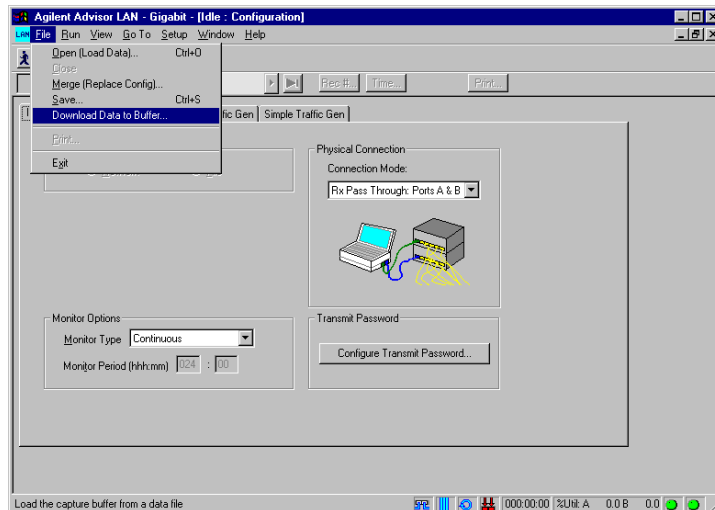 Agilent Advisor LAN - Gigabit - [Idle : Configuration]
LAN File Run View Go To Setup Window Help
Open (Load Data)... Ctrl+O
Close
Merge (Replace Config)...
Save... Ctrl+S
Download Data to Buffer...
Print...
Exit
Rec #... Time... Print...
fic Gen Simple Traffic Gen
Physical Connection
Connection Mode:
Rx Pass Through: Ports A & B
Monitor Options
Monitor Type Continuous
Monitor Period (hhh:mm) 024 : 00
Transmit Password
Configure Transmit Password...
Load the capture buffer from a data file
000:00:00 %Util: A 0.0 B 0.0